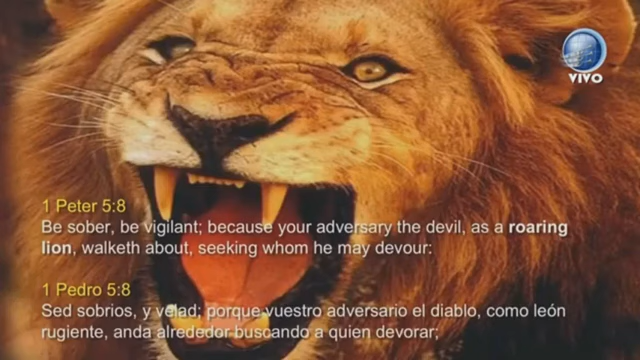 VIVO
1 Peter 5:8
Be sober, be vigilant; because your adversary the devil, as a roaring
lion, walketh about, seeking whom he may devour:
1 Pedro 5:8
Sed sobrios, y velad; porque vuestro adversario el diablo, como león
rugiente, anda alrededor buscando a quien devorar;